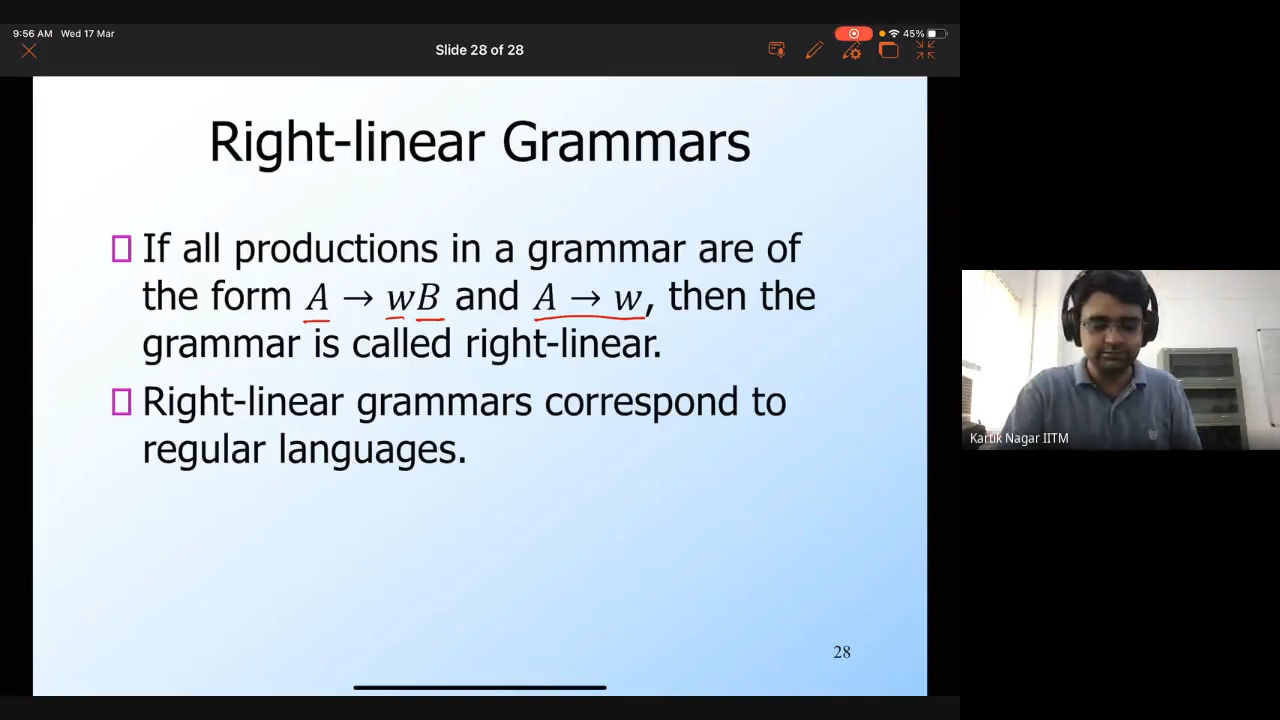 9:56 AM Wed 17 Mar
45%
Slide 28 of 28
Right-linear Grammars
If all productions in a grammar are of
the form A → wB and A → w, then the
grammar is called right-linear.
Right-linear grammars correspond to
regular languages.
Kartik Nagar IITM
28